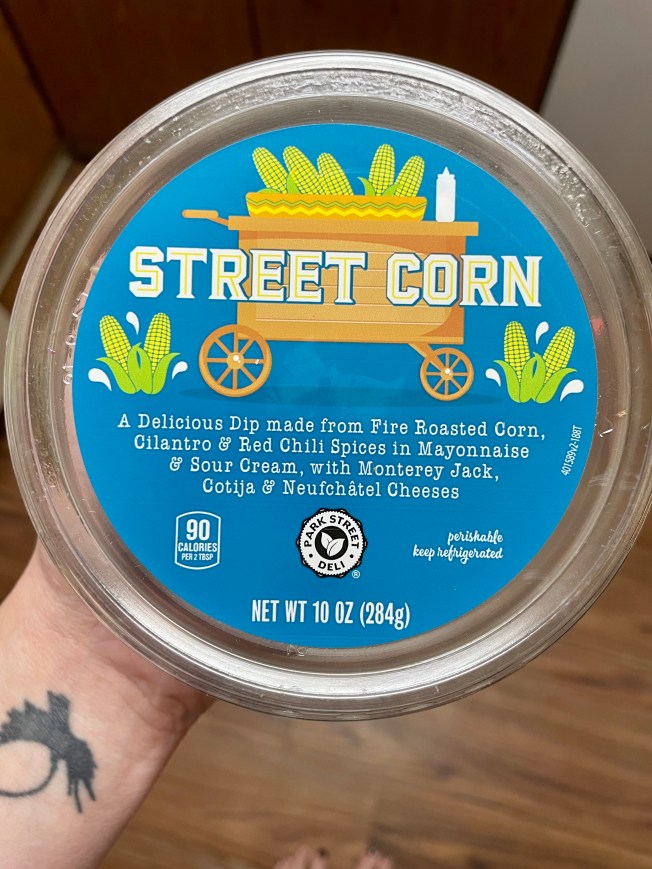 STREET CORN
A Delicious Dip made from Fire Roasted Corn,
Cilantro & Red Chili Spices in Mayonnaise
& Sour Cream, with Monterey Jack,
Cotija & Neufchâtel Cheeses
401589v2-188T
90
CALORIES
PER 2 TBSP
PARK STREET
DELI
®
perishable
keep refrigerated
NET WT 10 OZ (284g)